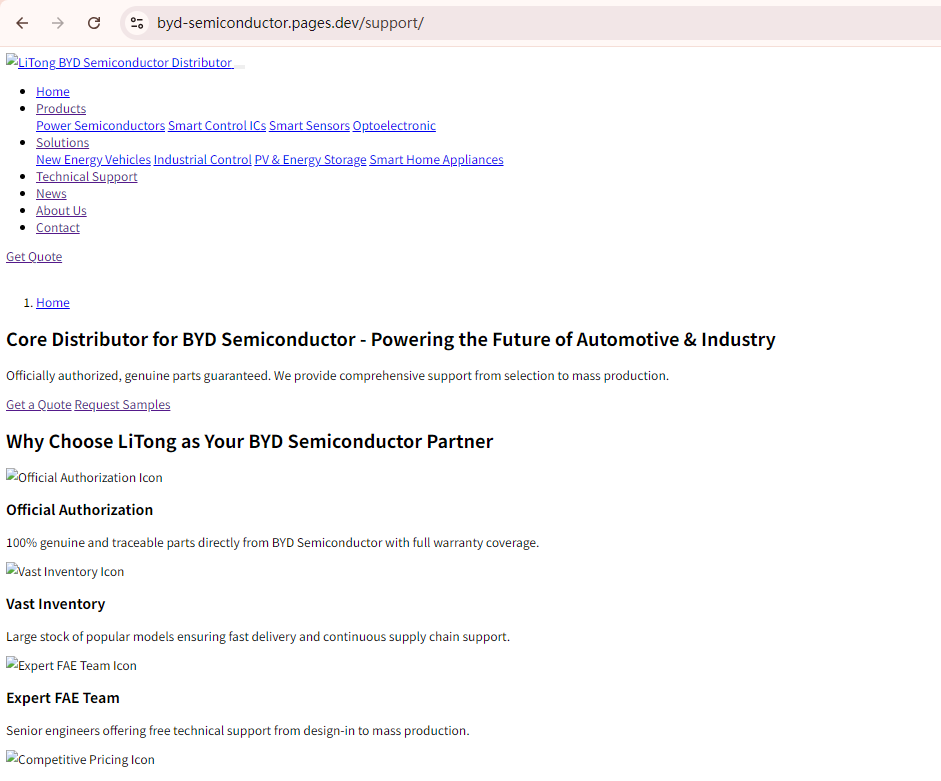 byd-semiconductor.pages.dev/support/
LiTong BYD Semiconductor Distributor
Home
Products
Power Semiconductors Smart Control ICs Smart Sensors Optoelectronic
Solutions
New Energy Vehicles Industrial Control PV & Energy Storage Smart Home Appliances
Technical Support
News
About Us
Contact
Get Quote
1. Home
Core Distributor for BYD Semiconductor - Powering the Future of Automotive & Industry
Officially authorized, genuine parts guaranteed. We provide comprehensive support from selection to mass production.
Get a Quote Request Samples
Why Choose LiTong as Your BYD Semiconductor Partner
Official Authorization Icon
Official Authorization
100% genuine and traceable parts directly from BYD Semiconductor with full warranty coverage.
Vast Inventory Icon
Vast Inventory
Large stock of popular models ensuring fast delivery and continuous supply chain support.
Expert FAE Team Icon
Expert FAE Team
Senior engineers offering free technical support from design-in to mass production.
Competitive Pricing Icon